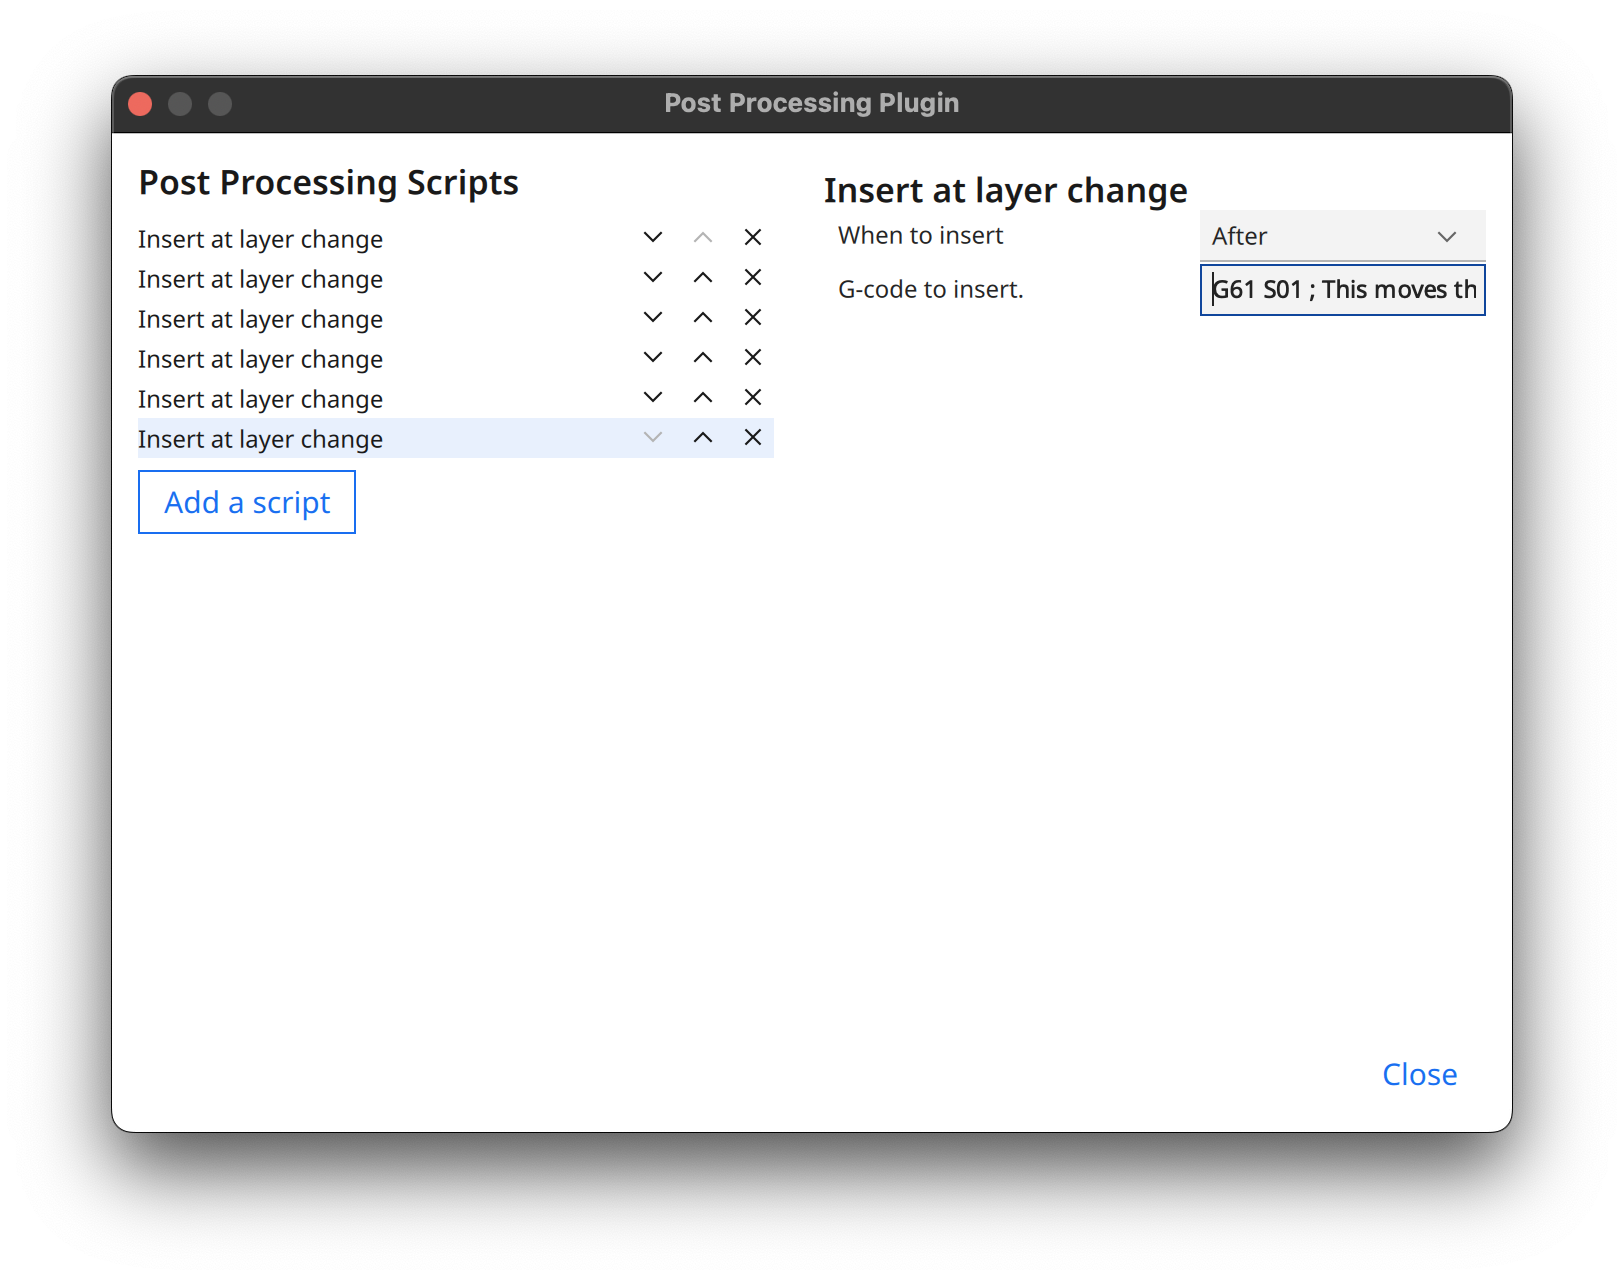 Post Processing Plugin
Post Processing Scripts
Insert at layer change
Insert at layer change
Insert at layer change
Insert at layer change
Insert at layer change
Insert at layer change
Add a script
Insert at layer change
When to insert After
G-code to insert. G61 S01 ; This moves th
Close